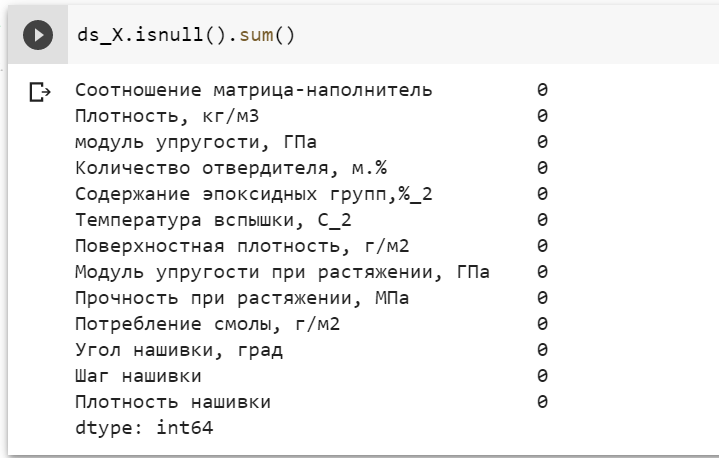 ds_X.isnull().sum()
Соотношение матрица-наполнитель 0
Плотность, кг/м3 0
модуль упругости, ГПа 0
Количество отвердителя, м.% 0
Содержание эпоксидных групп,%_2 0
Температура вспышки, С_2 0
Поверхностная плотность, г/м2 0
Модуль упругости при растяжении, ГПа 0
Прочность при растяжении, МПа 0
Потребление смолы, г/м2 0
Угол нашивки, град 0
Шаг нашивки 0
Плотность нашивки 0
dtype: int64